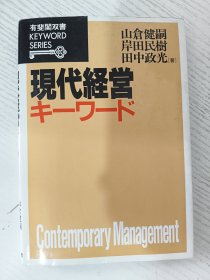 有斐閣双書
KEYWORD
SERIES
山倉健嗣
岸田民樹
田中政光[著]
現代経営
キーワード
Contemporary Management